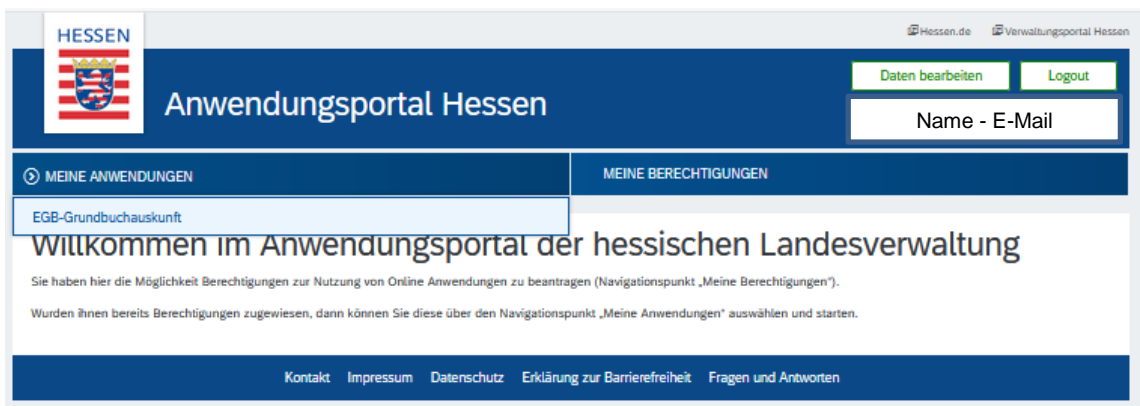 HESSEN
Hessen.de Verwaltungsportal Hessen
Daten bearbeiten Logout
Anwendungsportal Hessen
Name - E-Mail
MEINE ANWENDUNGEN MEINE BERECHTIGUNGEN
EGB-Grundbuchauskunft
Willkommen im Anwendungsportal der hessischen Landesverwaltung
Sie haben hier die Möglichkeit Berechtigungen zur Nutzung von Online Anwendungen zu beantragen (Navigationspunkt „Meine Berechtigungen").
Wurden ihnen bereits Berechtigungen zugewiesen, dann können Sie diese über den Navigationspunkt „Meine Anwendungen" auswählen und starten.
Kontakt Impressum Datenschutz Erklärung zur Barrierefreiheit Fragen und Antworten